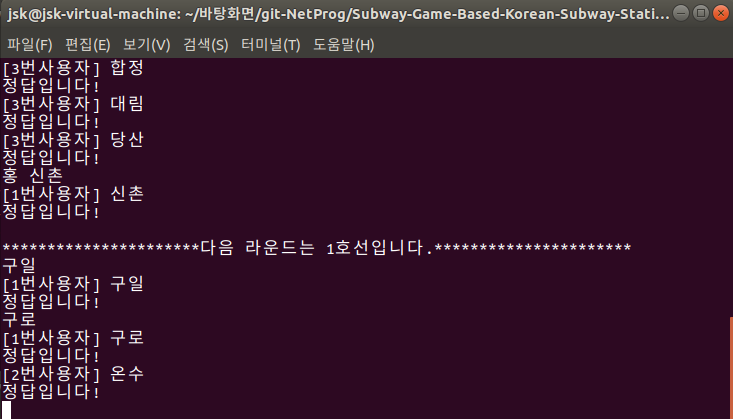 jsk@jsk-virtual-machine: ~/바탕화면/git-NetProg/Subway-Game-Based-Korean-Subway-Stati...
파일(F) 편집(E) 보기(V) 검색(S) 터미널(T) 도움말(H)
[3번사용자] 합정
정답입니다!
[3번사용자] 대림
정답입니다!
[3번사용자] 당산
정답입니다!
홍 신촌
[1번사용자] 신촌
정답입니다!
**********************다음 라운드는 1호선입니다.**********************
구일
[1번사용자] 구일
정답입니다!
구로
[1번사용자] 구로
정답입니다!
[2번사용자] 온수
정답입니다!